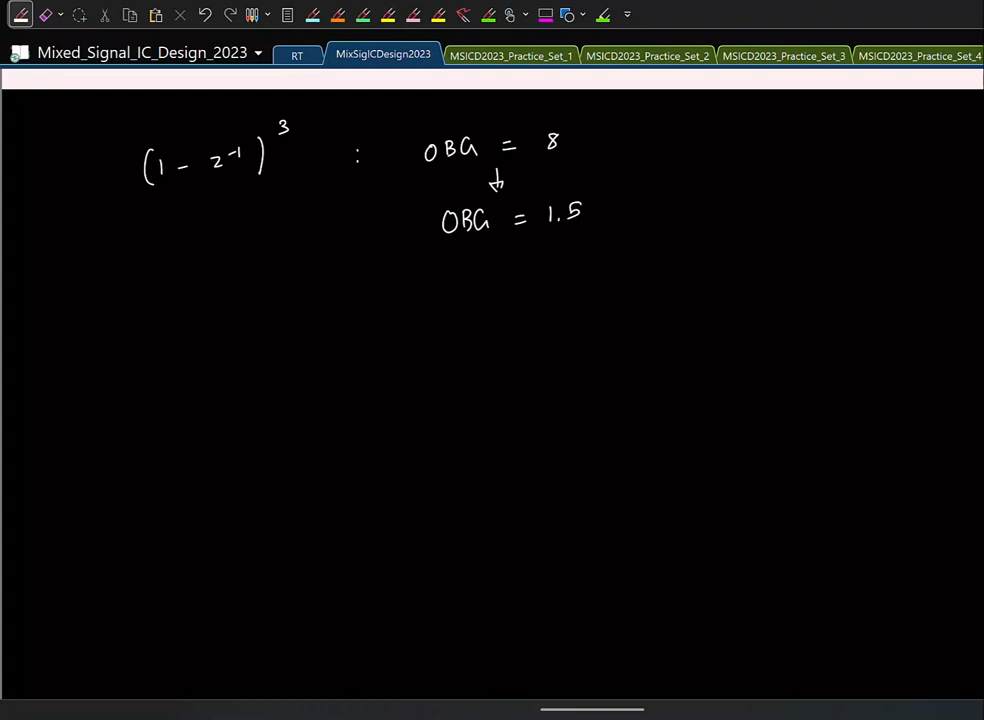 Mixed_Signal_IC_Design_2023
RT MixSigICDesign2023 MSICD2023_Practice_Set_1 MSICD2023_Practice_Set_2 MSICD2023_Practice_Set_3 MSICD2023_Practice_Set_4
(1 - z⁻¹)³ : OBG = 8
↓
OBG = 1.5